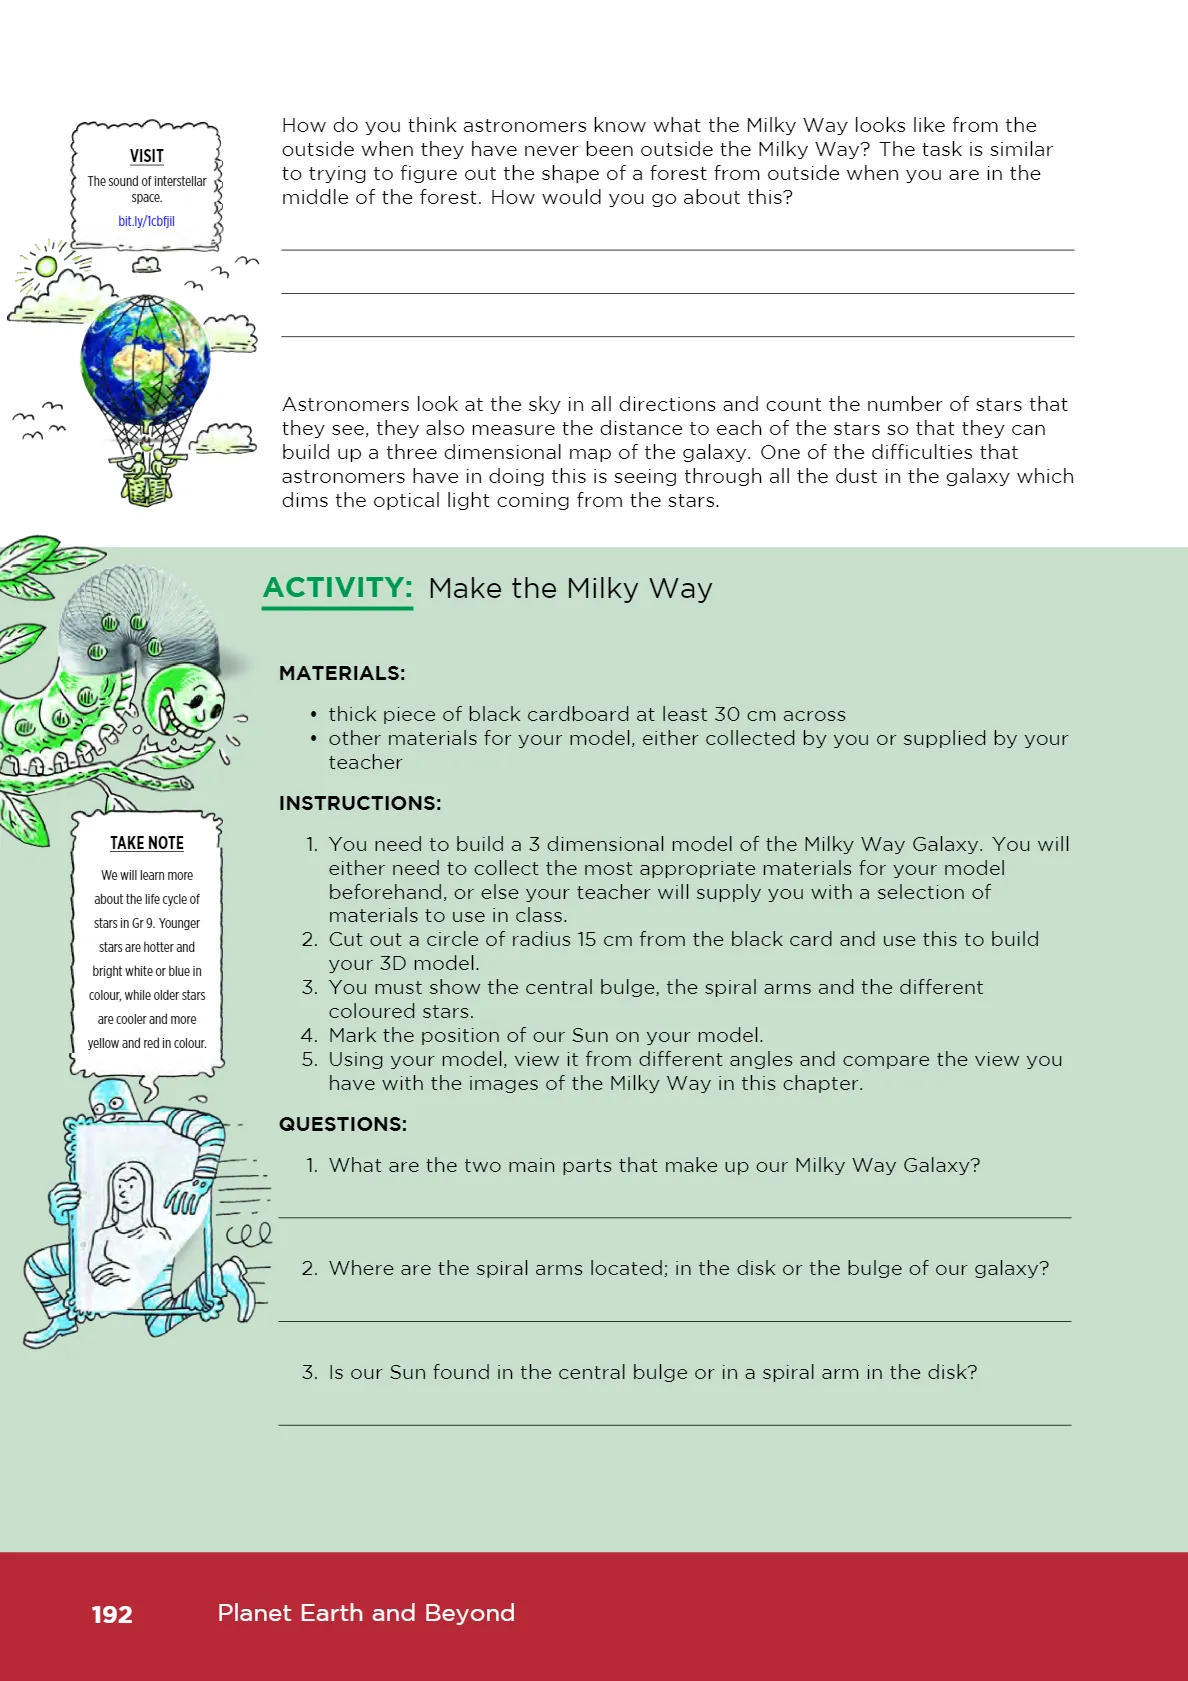 VISIT
The sound of interstellar
space.
bit.ly/1cbfjil
How do you think astronomers know what the Milky Way looks like from the
outside when they have never been outside the Milky Way? The task is similar
to trying to figure out the shape of a forest from outside when you are in the
middle of the forest. How would you go about this?
Astronomers look at the sky in all directions and count the number of stars that
they see, they also measure the distance to each of the stars so that they can
build up a three dimensional map of the galaxy. One of the difficulties that
astronomers have in doing this is seeing through all the dust in the galaxy which
dims the optical light coming from the stars.
ACTIVITY: Make the Milky Way
MATERIALS:
• thick piece of black cardboard at least 30 cm across
• other materials for your model, either collected by you or supplied by your
teacher
INSTRUCTIONS:
1. You need to build a 3 dimensional model of the Milky Way Galaxy. You will
either need to collect the most appropriate materials for your model
beforehand, or else your teacher will supply you with a selection of
materials to use in class.
2. Cut out a circle of radius 15 cm from the black card and use this to build
your 3D model.
3. You must show the central bulge, the spiral arms and the different
coloured stars.
4. Mark the position of our Sun on your model.
5. Using your model, view it from different angles and compare the view you
have with the images of the Milky Way in this chapter.
TAKE NOTE
We will learn more
about the life cycle of
stars in Gr 9. Younger
stars are hotter and
bright white or blue in
colour, while older stars
are cooler and more
yellow and red in colour.
QUESTIONS:
1. What are the two main parts that make up our Milky Way Galaxy?
2. Where are the spiral arms located; in the disk or the bulge of our galaxy?
3. Is our Sun found in the central bulge or in a spiral arm in the disk?
192
Planet Earth and Beyond